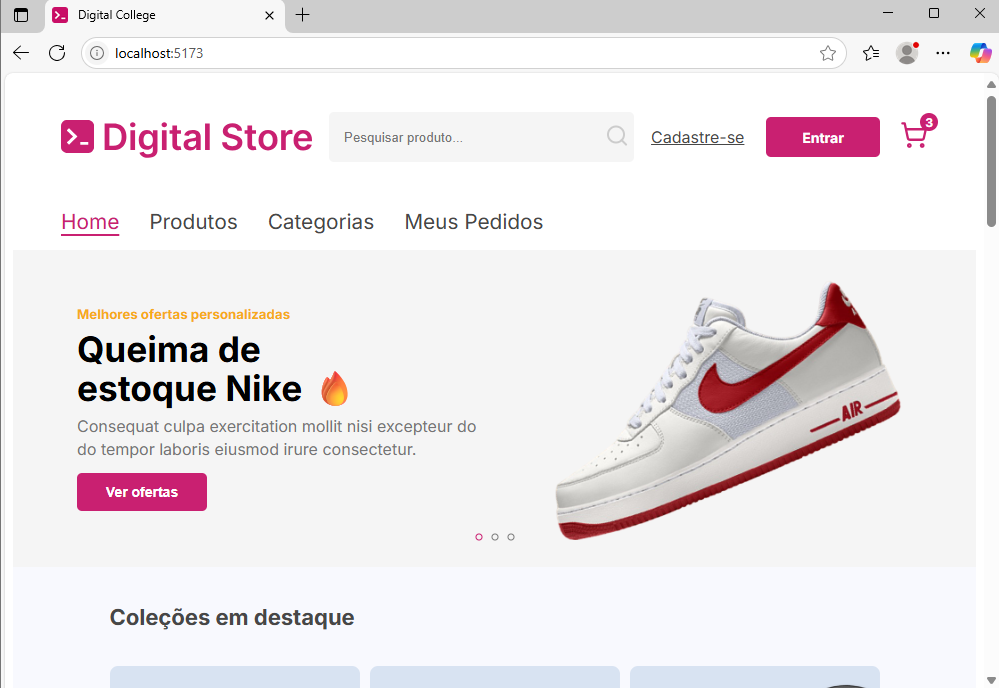 Digital College
localhost:5173
Digital Store
Pesquisar produto...
Cadastre-se
Entrar
3
Home
Produtos
Categorias
Meus Pedidos
Melhores ofertas personalizadas
Queima de
estoque Nike 🔥
Consequat culpa exercitation mollit nisi excepteur do
do tempor laboris eiusmod irure consectetur.
Ver ofertas
AIR
Coleções em destaque